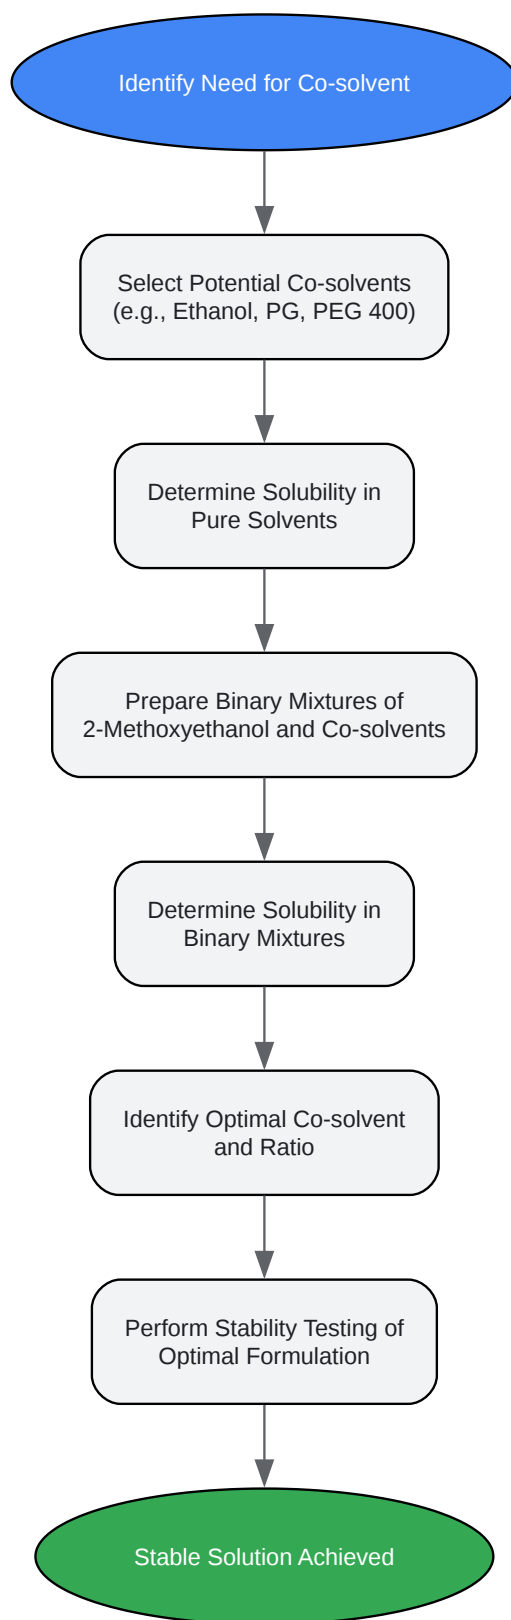 Identify Need for Co-solvent
Select Potential Co-solvents
(e.g., Ethanol, PG, PEG 400)
Determine Solubility in
Pure Solvents
Prepare Binary Mixtures of
2-Methoxyethanol and Co-solvents
Determine Solubility in
Binary Mixtures
Identify Optimal Co-solvent
and Ratio
Perform Stability Testing of
Optimal Formulation
Stable Solution Achieved